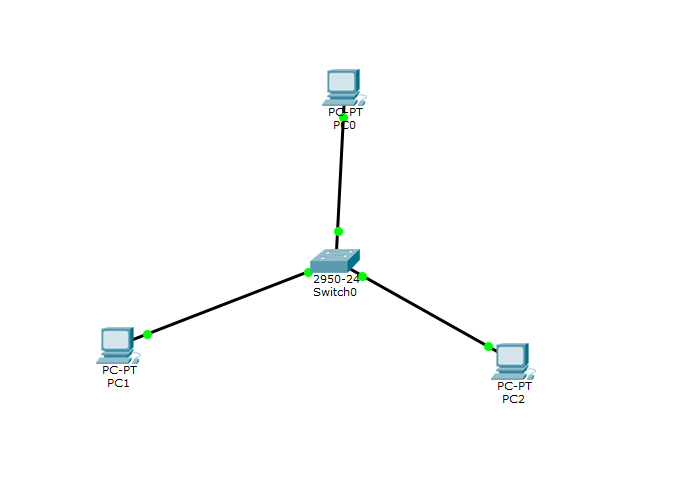 PC-PT
PC0
2950-24
Switch0
PC-PT
PC1
PC-PT
PC2